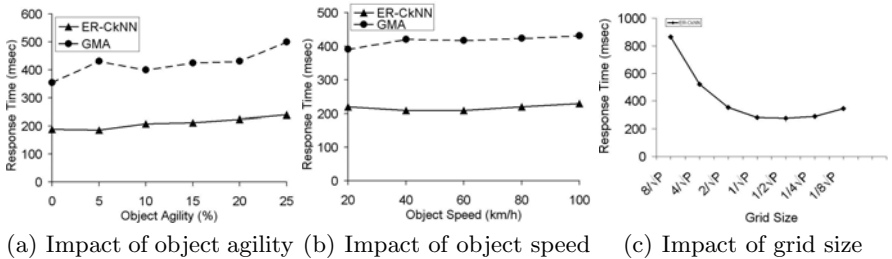 ER-CkNN
GMA
Response Time (msec)
600
500
400
300
200
100
0
0 5 10 15 20 25
Object Agility (%)
ER-CkNN
GMA
Response Time (msec)
500
400
300
200
100
0
20 40 60 80 100
Object Speed (km/h)
ER-CkNN
Response Time (msec)
1000
800
600
400
200
0
8/√P 4/√P 2/√P 1/√P 1/2/√P 1/4/√P 1/8/√P
Grid Size
(a) Impact of object agility (b) Impact of object speed (c) Impact of grid size